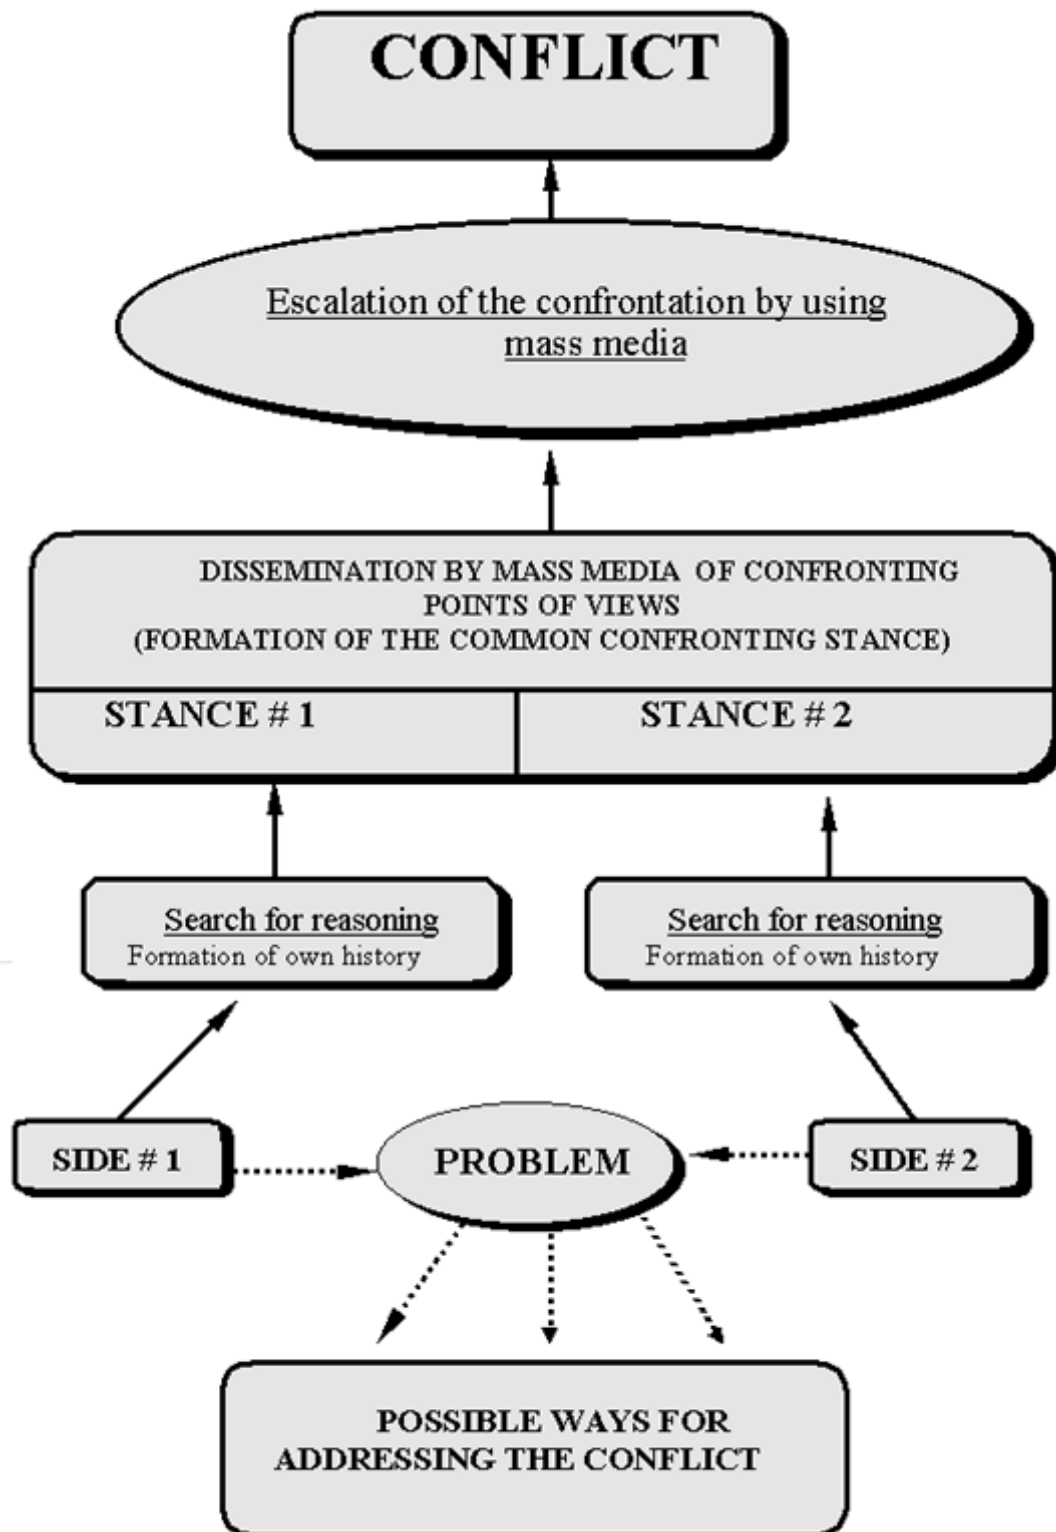 CONFLICT
Escalation of the confrontation by using
mass media
DISSEMINATION BY MASS MEDIA OF CONFRONTING
POINTS OF VIEWS
(FORMATION OF THE COMMON CONFRONTING STANCE)
STANCE # 1
STANCE # 2
Search for reasoning
Formation of own history
Search for reasoning
Formation of own history
SIDE # 1
PROBLEM
SIDE # 2
POSSIBLE WAYS FOR
ADDRESSING THE CONFLICT